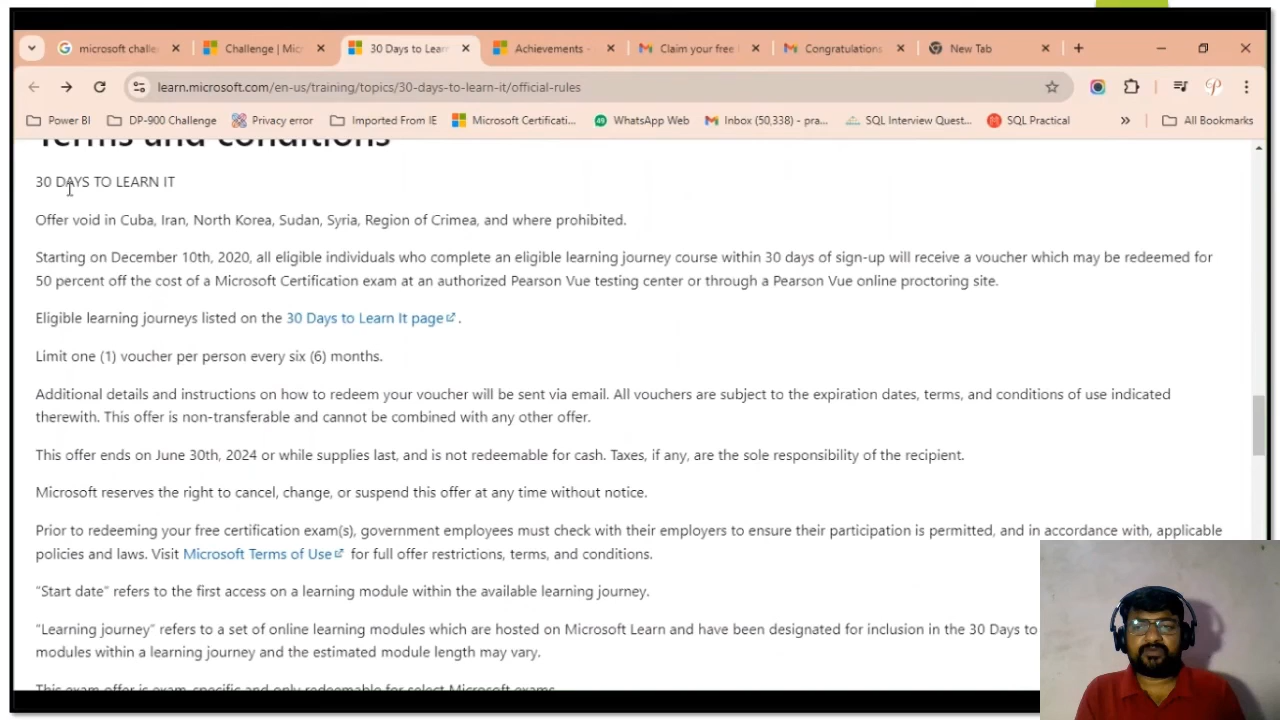 microsoft challe
Challenge | Mic
30 Days to Lear
Achievements -
Claim your free
Congratulations
New Tab
learn.microsoft.com/en-us/training/topics/30-days-to-learn-it/official-rules
Power BI
DP-900 Challenge
Privacy error
Imported From IE
Microsoft Certificati...
WhatsApp Web
Inbox (50,338) - pra...
SQL Interview Quest...
SQL Practical
All Bookmarks
Terms and conditions
30 DAYS TO LEARN IT
Offer void in Cuba, Iran, North Korea, Sudan, Syria, Region of Crimea, and where prohibited.
Starting on December 10th, 2020, all eligible individuals who complete an eligible learning journey course within 30 days of sign-up will receive a voucher which may be redeemed for
50 percent off the cost of a Microsoft Certification exam at an authorized Pearson Vue testing center or through a Pearson Vue online proctoring site.
Eligible learning journeys listed on the 30 Days to Learn It page.
Limit one (1) voucher per person every six (6) months.
Additional details and instructions on how to redeem your voucher will be sent via email. All vouchers are subject to the expiration dates, terms, and conditions of use indicated
therewith. This offer is non-transferable and cannot be combined with any other offer.
This offer ends on June 30th, 2024 or while supplies last, and is not redeemable for cash. Taxes, if any, are the sole responsibility of the recipient.
Microsoft reserves the right to cancel, change, or suspend this offer at any time without notice.
Prior to redeeming your free certification exam(s), government employees must check with their employers to ensure their participation is permitted, and in accordance with, applicable
policies and laws. Visit Microsoft Terms of Use for full offer restrictions, terms, and conditions.
“Start date” refers to the first access on a learning module within the available learning journey.
“Learning journey” refers to a set of online learning modules which are hosted on Microsoft Learn and have been designated for inclusion in the 30 Days to
modules within a learning journey and the estimated module length may vary.
This exam offer is exam-specific and only redeemable for select Microsoft exams.